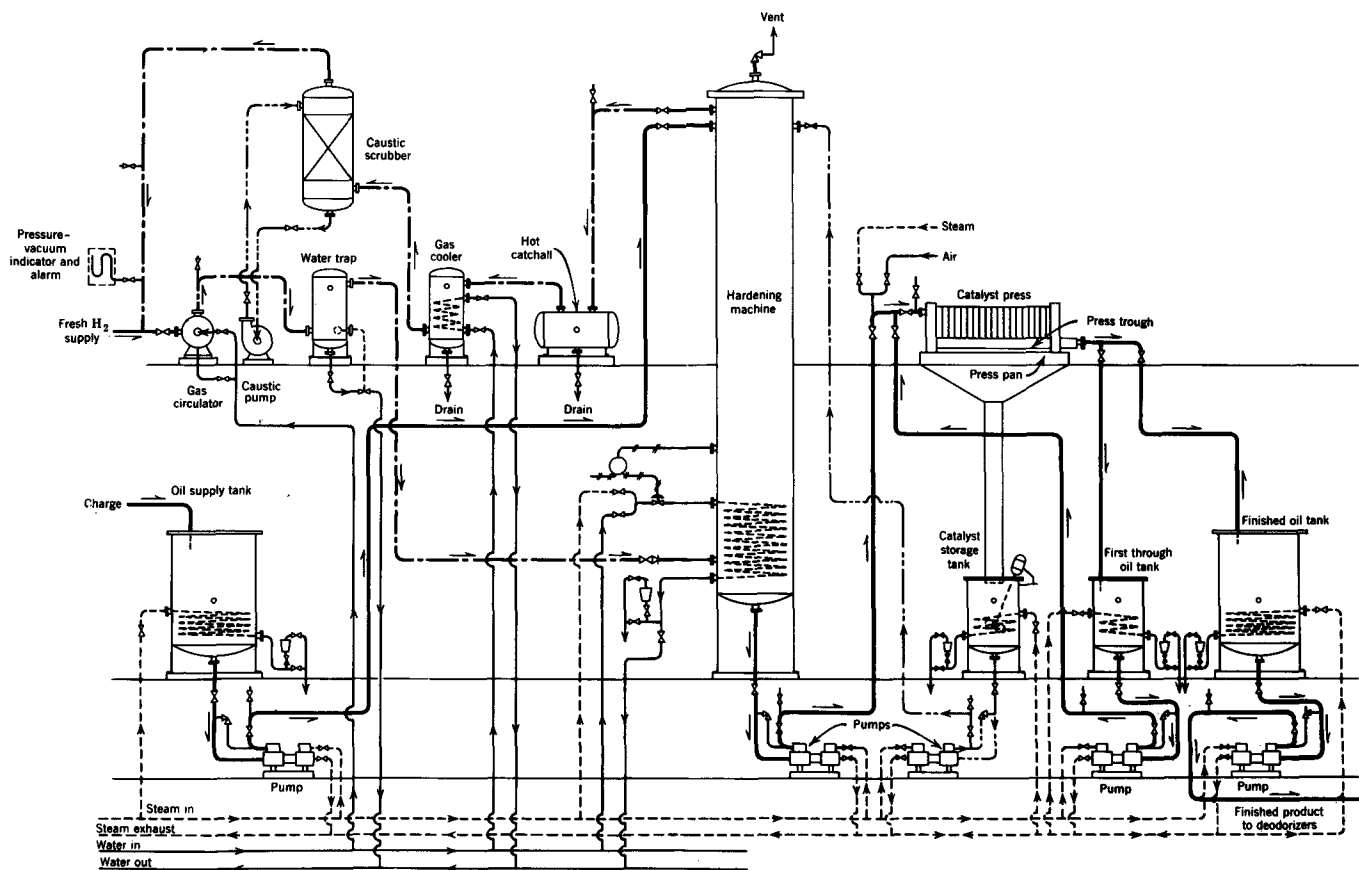 Vent
Caustic
scrubber
Pressure-
vacuum
indicator and
alarm
Water trap
Gas
cooler
Hot
catchall
Steam
Air
Hardening
machine
Catalyst press
Press trough
Press pan
Fresh H2
supply
Gas
circulator
Caustic
pump
Drain
Drain
Charge
Oil supply tank
Catalyst
storage
tank
First through
oil tank
Finished oil tank
Pumps
Pump
Pump
Pump
Steam in
Steam exhaust
Water in
Water out
Finished product
to deodorizers